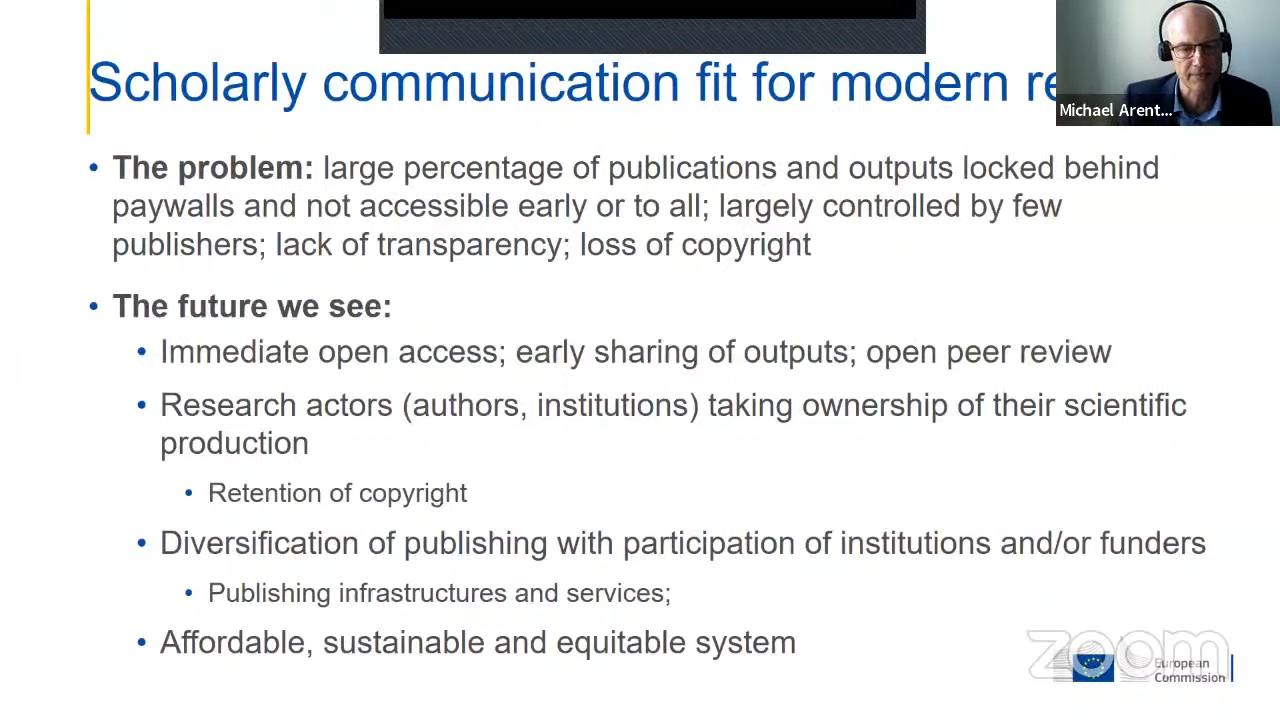 Scholarly communication fit for modern re
Michael Arent...
• The problem: large percentage of publications and outputs locked behind
paywalls and not accessible early or to all; largely controlled by few
publishers; lack of transparency; loss of copyright
• The future we see:
• Immediate open access; early sharing of outputs; open peer review
• Research actors (authors, institutions) taking ownership of their scientific
production
• Retention of copyright
• Diversification of publishing with participation of institutions and/or funders
• Publishing infrastructures and services;
• Affordable, sustainable and equitable system
zoom
European
Commission